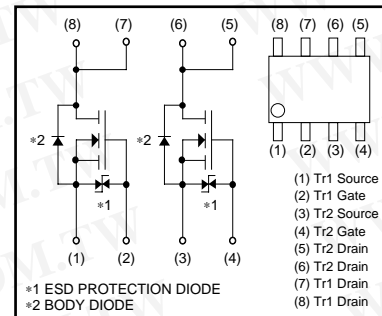 (8) (7) (6) (5)
(8) (7) (6) (5)
*2 *2
*1 *1
(1) (2) (3) (4)
(1) (2) (3) (4)
(1) Tr1 Source
(2) Tr1 Gate
(3) Tr2 Source
(4) Tr2 Gate
(5) Tr2 Drain
(6) Tr2 Drain
(7) Tr1 Drain
(8) Tr1 Drain
*1 ESD PROTECTION DIODE
*2 BODY DIODE